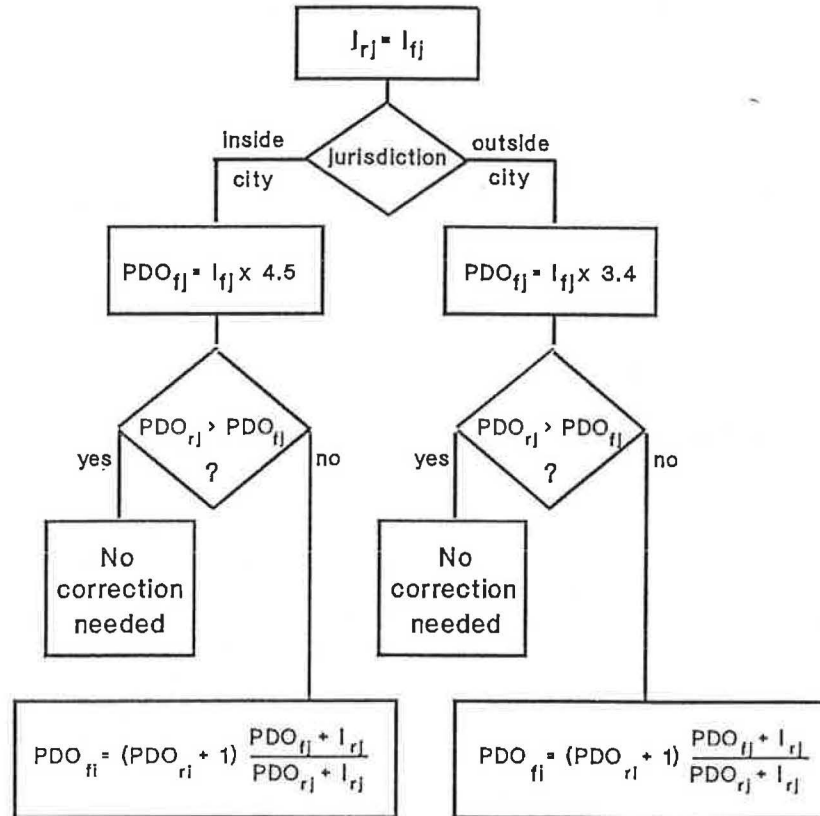 I_rj = I_fj
jurisdiction
inside
city
outside
city
PDO_fj = I_fj x 4.5
PDO_fj = I_fj x 3.4
PDO_rj > PDO_fj
?
yes
no
PDO_rj > PDO_fj
?
yes
no
No
correction
needed
No
correction
needed
PDO_fi = (PDO_ri + 1) (PDO_fj + I_rj) / (PDO_rj + I_rj)
PDO_fi = (PDO_ri + 1) (PDO_fj + I_rj) / (PDO_rj + I_rj)